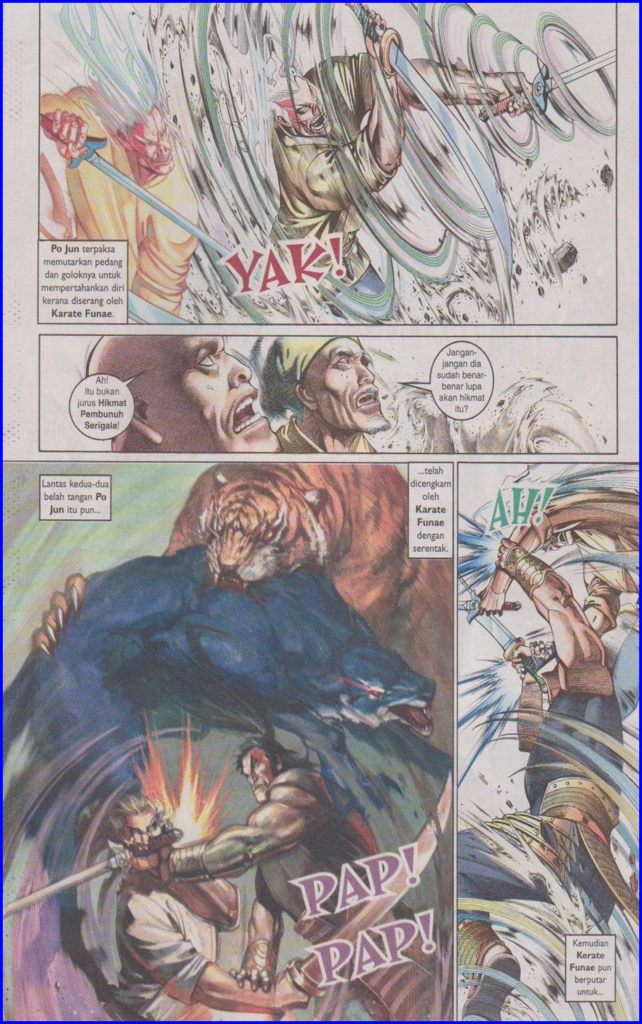 Po Jun terpaksa
memutarkan pedang
dan goloknya untuk
mempertahankan diri
kerana diserang oleh
Karate Funae.
YAK!
Ah!
Itu bukan
jurus Hikmat
Pembunuh
Serigala!
Jangan-
jangan dia
sudah benar-
benar lupa
akan hikmat
itu?
Lantas kedua-dua
belah tangan Po
Jun itu pun...
...telah
dicengkam
oleh
Karate
Funae
dengan
serentak.
AH!
PAP!
PAP!
Kemudian
Kerate
Funae pun
berputar
untuk...